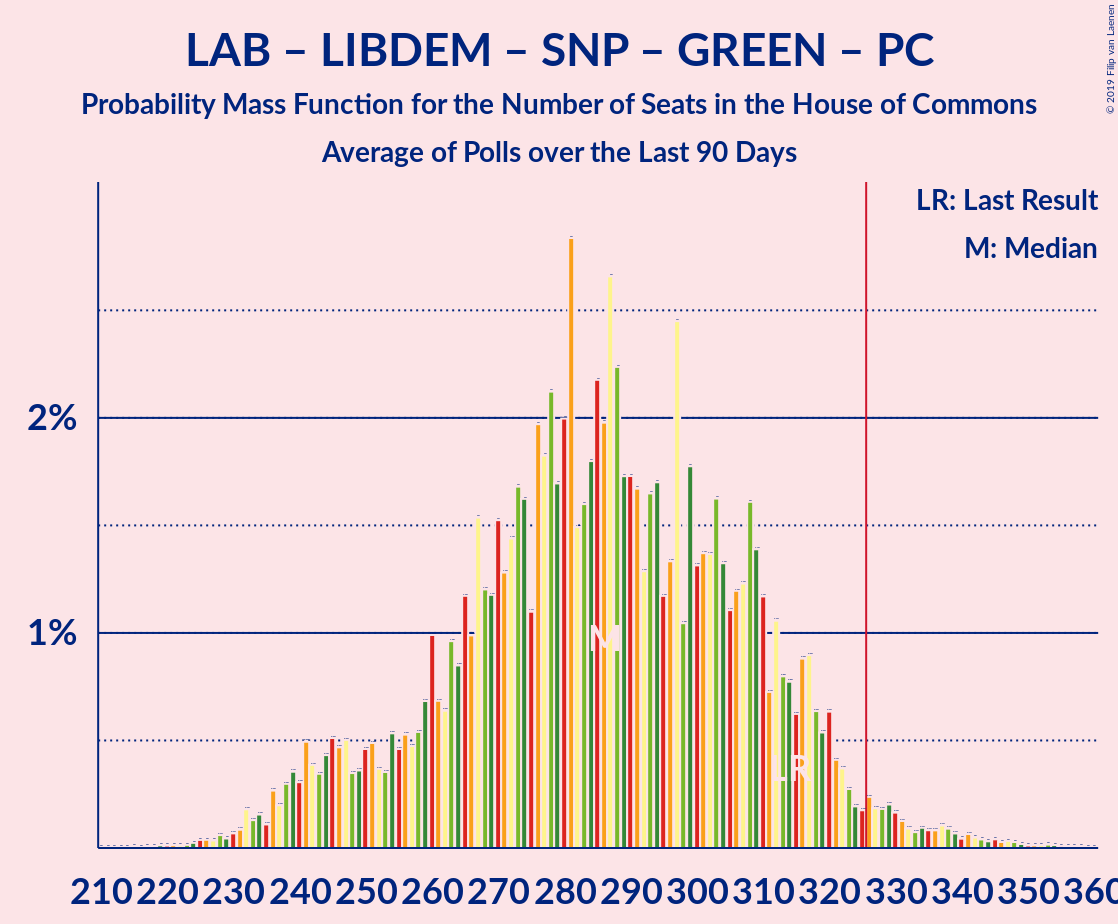 LAB – LIBDEM – SNP – GREEN – PC
Probability Mass Function for the Number of Seats in the House of Commons
Average of Polls over the Last 90 Days
© 2019 Filip van Laenen
LR: Last Result
M: Median
2%
1%
M
LR
210 220 230 240 250 260 270 280 290 300 310 320 330 340 350 360